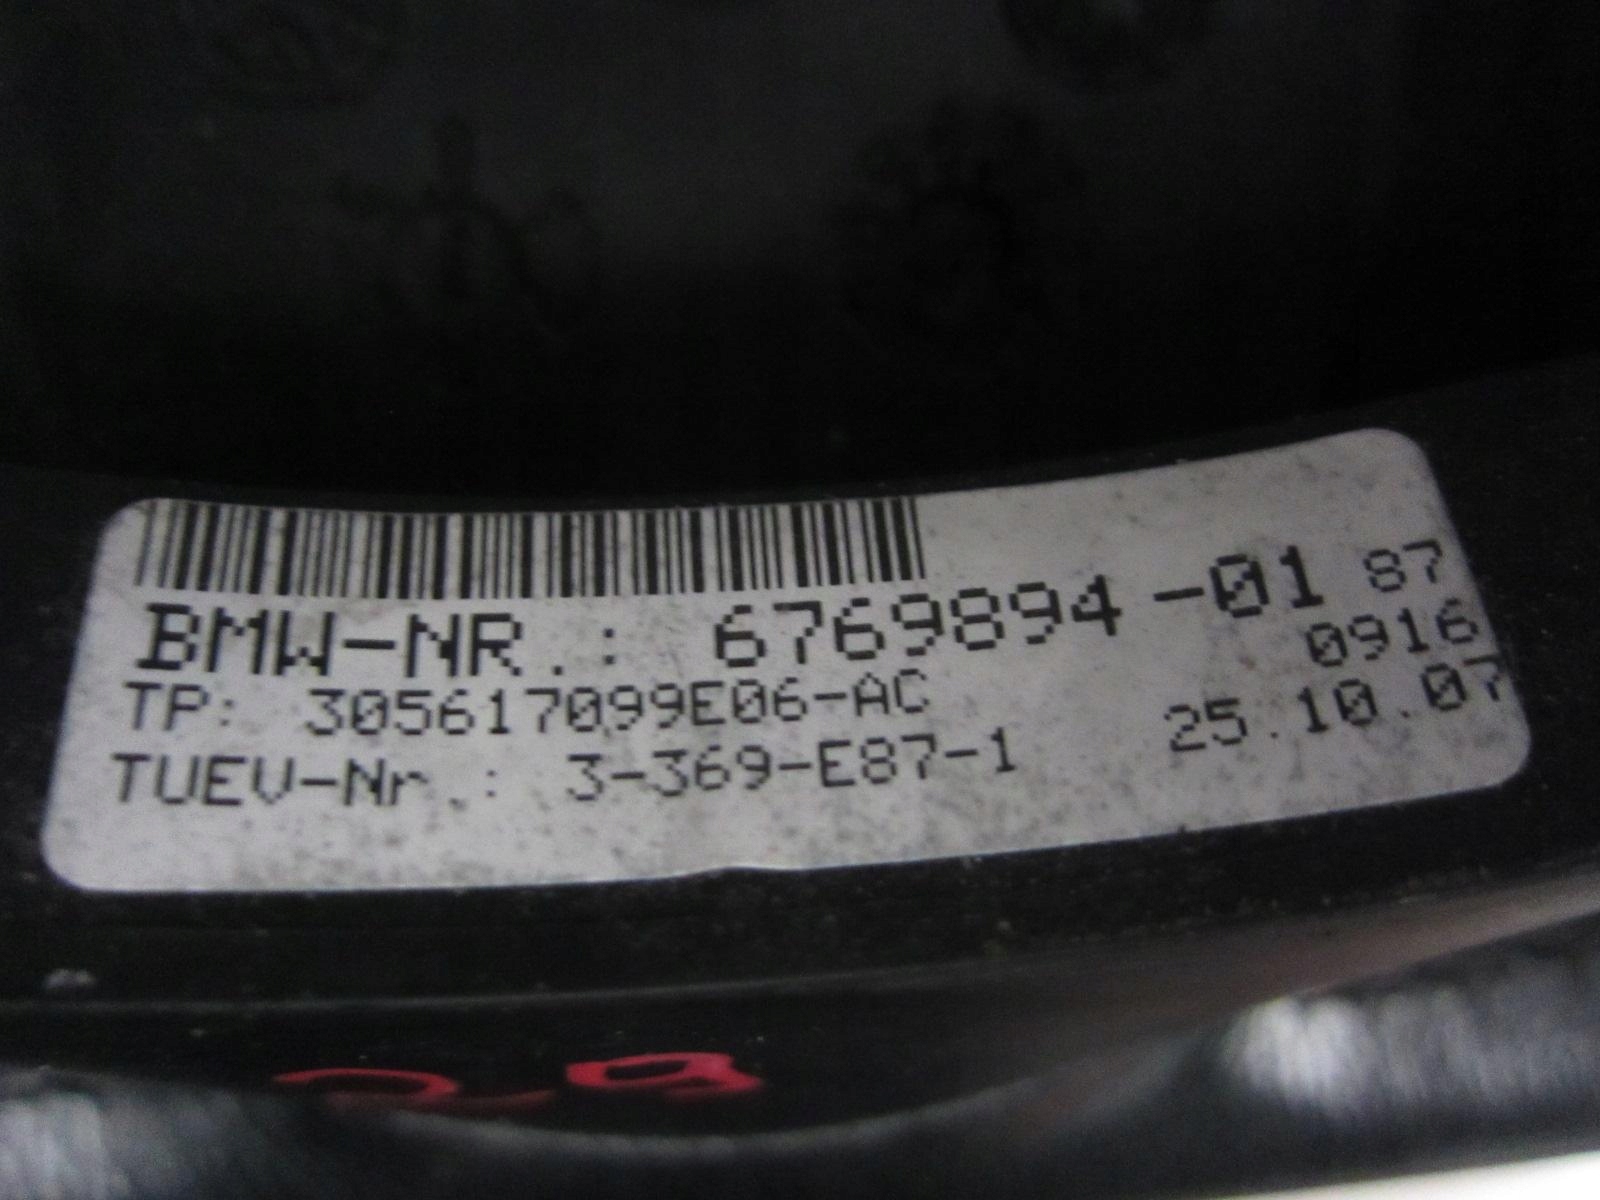 BMW-NR.: 6769894-01 87
TP: 305617099E06-AC 0916
TUEV-Nr.: 3-369-E87-1 25.10.07